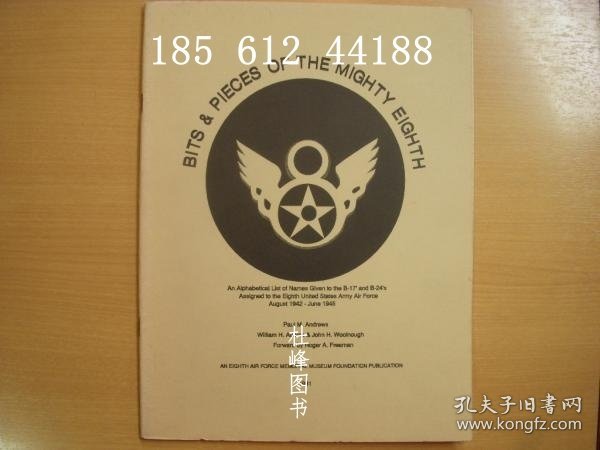 185 612 44188
BITS & PIECES OF THE MIGHTY EIGHTH
An Alphabetical List of Names Given to the B-17' and B-24's
Assigned to the Eighth United States Army Air Force
August 1942 - June 1945
Paul M. Andrews
William H. & John H. Woolnough
Forward by Roger A. Freeman
AN EIGHTH AIR FORCE MEMORIAL MUSEUM FOUNDATION PUBLICATION
杜峰图书
孔夫子旧书网
www.kongfz.com